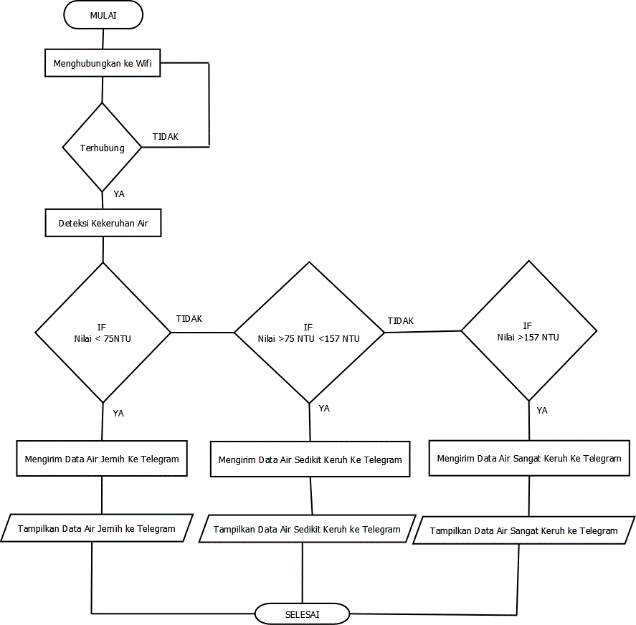 MULAI
Menghubungkan ke Wifi
TIDAK
Terhubung
YA
Deteksi Kekeruhan Air
IF
Nilai < 75NTU
TIDAK
IF
Nilai >75 NTU <157 NTU
TIDAK
IF
Nilai >157 NTU
YA
YA
YA
Mengirim Data Air Jernih Ke Telegram
Mengirim Data Air Sedikit Keruh Ke Telegram
Mengirim Data Air Sangat Keruh Ke Telegram
Tampilkan Data Air Jernih ke Telegram
Tampilkan Data Air Sedikit Keruh ke Telegram
Tampilkan Data Air Sangat Keruh ke Telegram
SELESAI